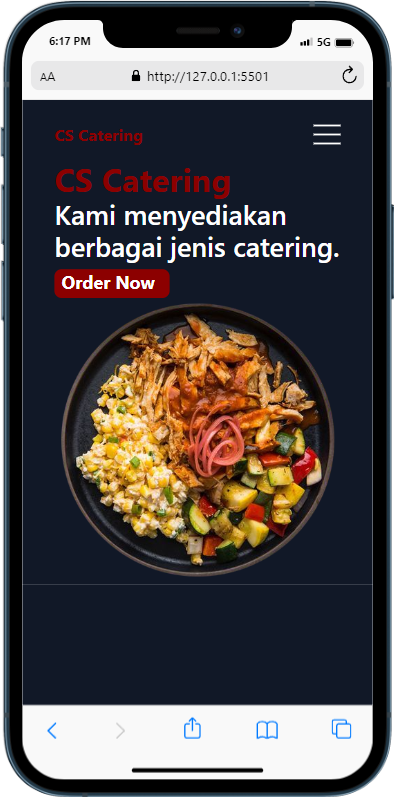 6:17 PM
5G
AA
http://127.0.0.1:5501
CS Catering
CS Catering
Kami menyediakan
berbagai jenis catering.
Order Now